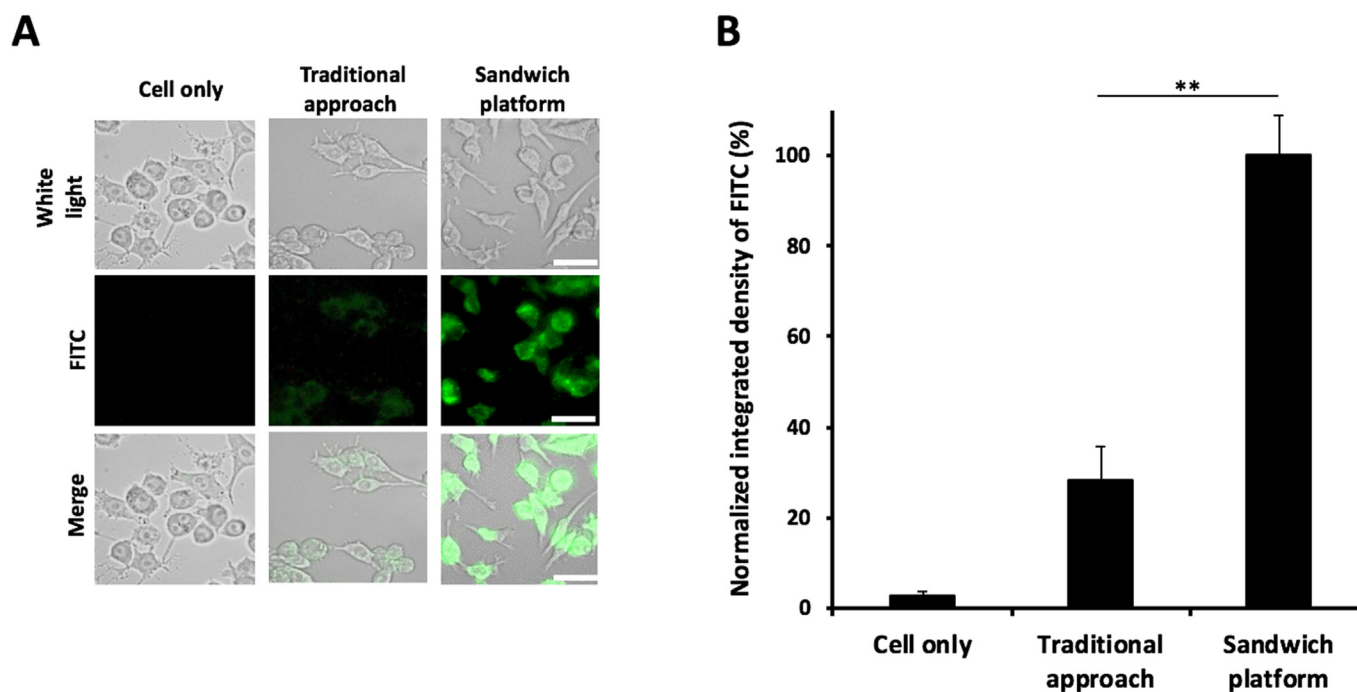 A
Cell only
Traditional
approach
Sandwich
platform
White
light
FITC
Merge
B
Normalized integrated density of FITC (%)
**
100
80
60
40
20
0
Cell only
Traditional
approach
Sandwich
platform